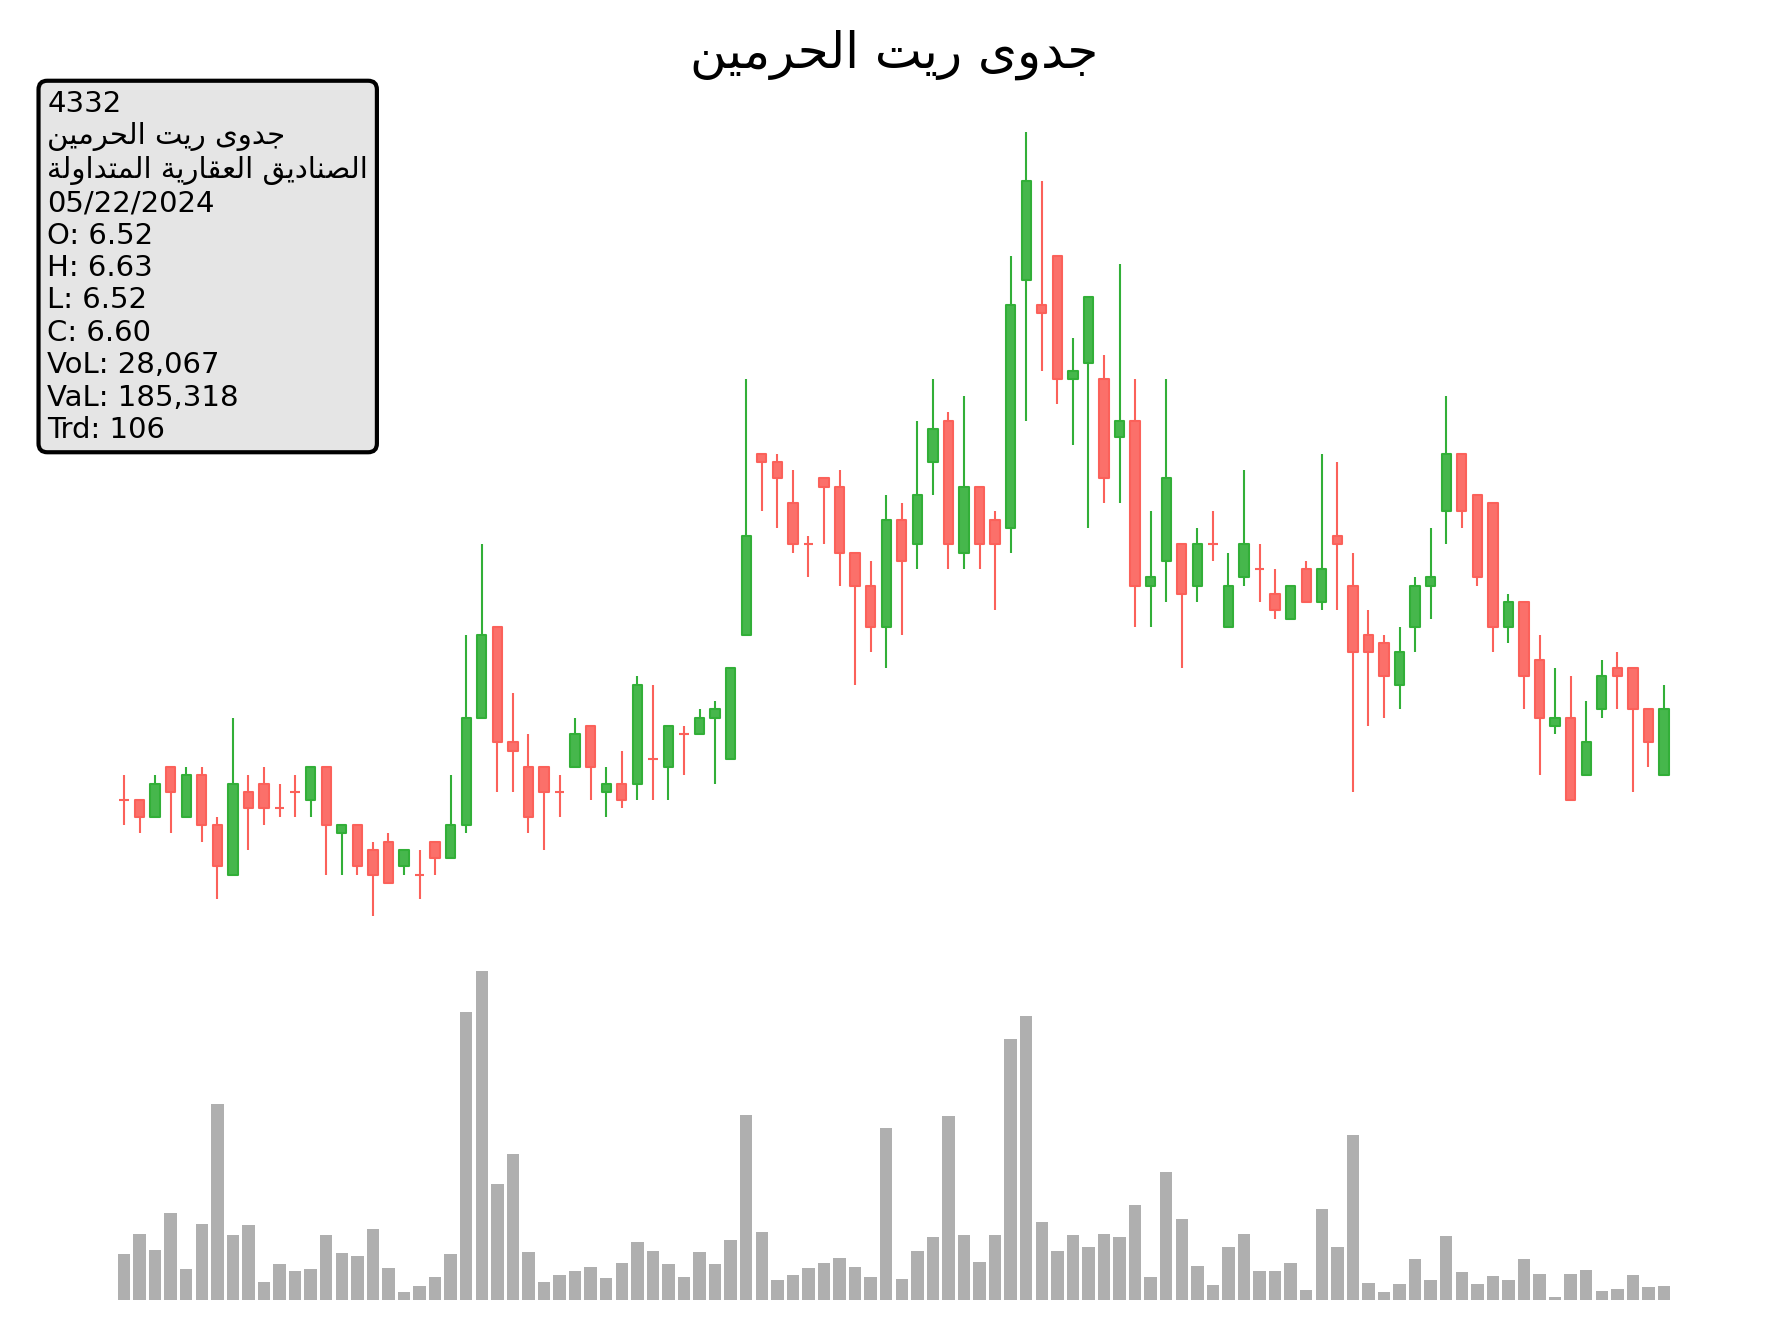 جدوى ريت الحرمين
4332
جدوى ريت الحرمين
الصناديق العقارية المتداولة
05/22/2024
O: 6.52
H: 6.63
L: 6.52
C: 6.60
VoL: 28,067
VaL: 185,318
Trd: 106